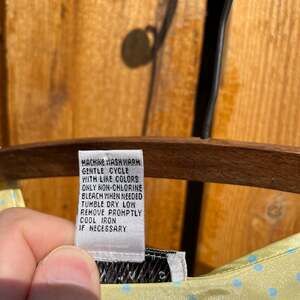 MACHINE WASH WARM
GENTLE CYCLE
WITH LIKE COLORS
ONLY NON-CHLORINE
BLEACH WHEN NEEDED
TUMBLE DRY LOW
REMOVE PROMPTLY
COOL IRON
IF NECESSARY